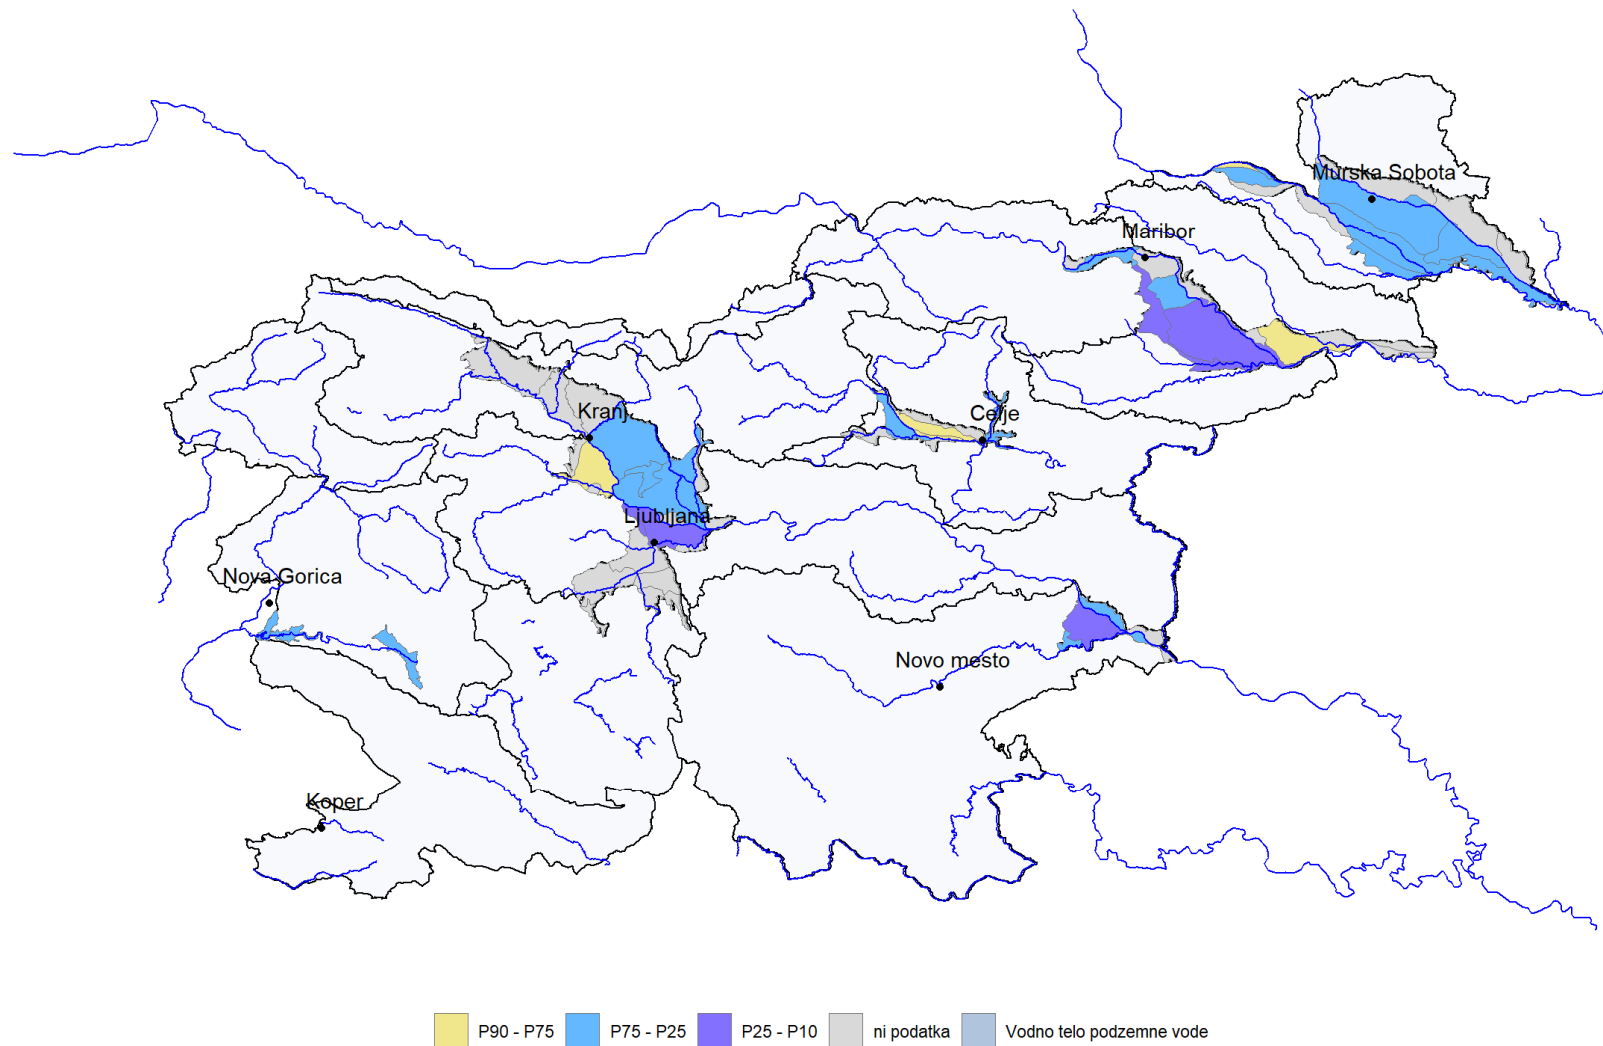 Murska Sobota
Maribor
Kranj
Celje
Ljubljana
Nova Gorica
Novo mesto
Koper
P90 - P75
P75 - P25
P25 - P10
ni podatka
Vodno telo podzemne vode